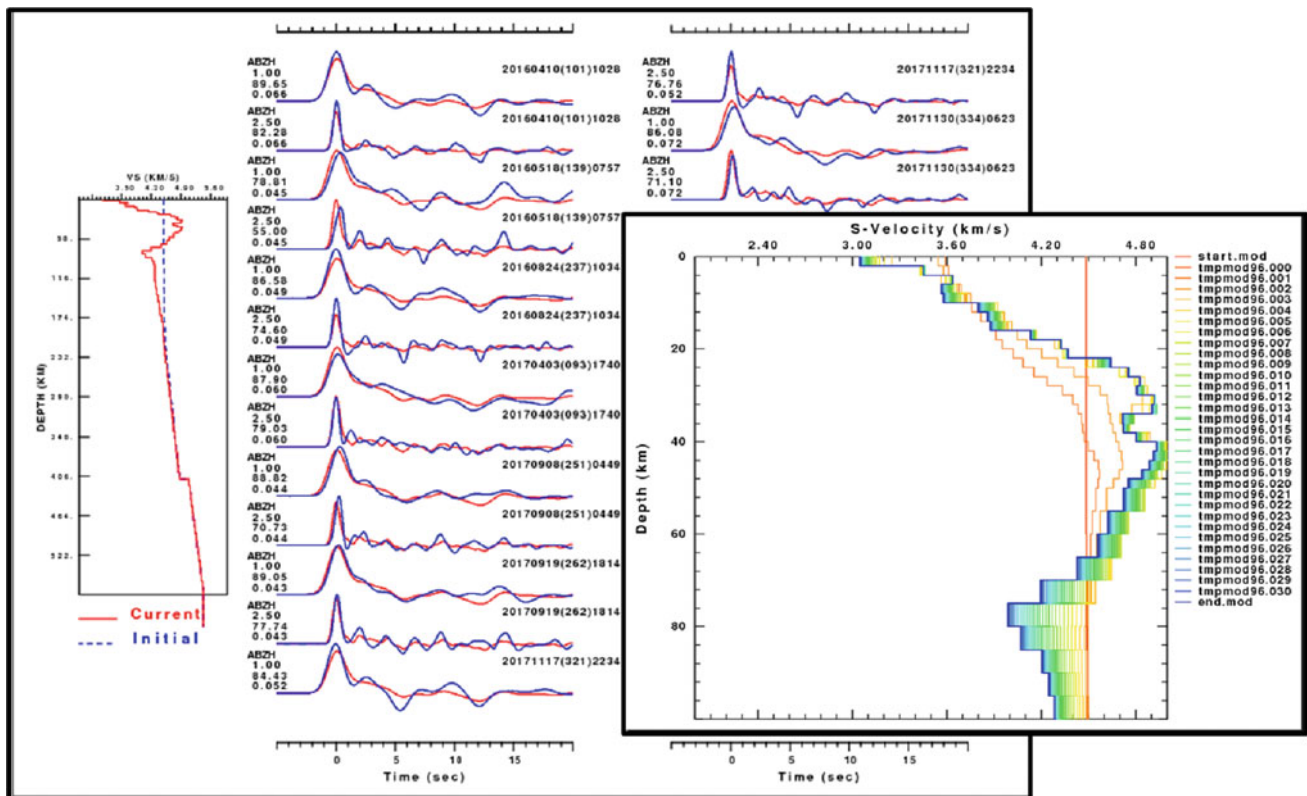 VS (KM/S)
3.50 4.20 4.90 5.60
DEPTH (KM)
58.
116.
174.
232.
290.
348.
406.
464.
522.
Current
Initial
ABZH
1.00
89.65
0.066
20160410(101)1028
ABZH
2.50
82.28
0.066
20160410(101)1028
ABZH
1.00
78.81
0.045
20160518(139)0757
ABZH
2.50
55.00
0.045
20160518(139)0757
ABZH
1.00
86.58
0.049
20160824(237)1034
ABZH
2.50
74.60
0.049
20160824(237)1034
ABZH
1.00
87.90
0.060
20170403(093)1740
ABZH
2.50
79.03
0.060
20170403(093)1740
ABZH
1.00
88.82
0.044
20170908(251)0449
ABZH
2.50
70.73
0.044
20170908(251)0449
ABZH
1.00
89.05
0.043
20170919(262)1814
ABZH
2.50
77.74
0.043
20170919(262)1814
ABZH
1.00
84.43
0.052
20171117(321)2234
0 5 10 15
Time (sec)
ABZH
2.50
76.76
0.052
20171117(321)2234
ABZH
1.00
86.08
0.072
20171130(334)0623
ABZH
2.50
71.10
0.072
20171130(334)0623
0 5 10 15
Time (sec)
S-Velocity (km/s)
2.40 3.00 3.60 4.20 4.80
Depth (km)
0
20
40
60
80
start.mod
tmpmod96.000
tmpmod96.001
tmpmod96.002
tmpmod96.003
tmpmod96.004
tmpmod96.005
tmpmod96.006
tmpmod96.007
tmpmod96.008
tmpmod96.009
tmpmod96.010
tmpmod96.011
tmpmod96.012
tmpmod96.013
tmpmod96.014
tmpmod96.015
tmpmod96.016
tmpmod96.017
tmpmod96.018
tmpmod96.019
tmpmod96.020
tmpmod96.021
tmpmod96.022
tmpmod96.023
tmpmod96.024
tmpmod96.025
tmpmod96.026
tmpmod96.027
tmpmod96.028
tmpmod96.029
tmpmod96.030
end.mod